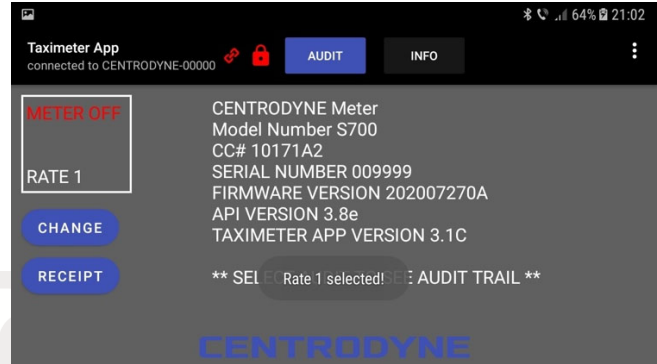 64% 21:02
Taximeter App
connected to CENTRODYNE-00000
AUDIT
INFO
METER OFF
RATE 1
CHANGE
RECEIPT
CENTRODYNE Meter
Model Number S700
CC# 10171A2
SERIAL NUMBER 009999
FIRMWARE VERSION 202007270A
API VERSION 3.8e
TAXIMETER APP VERSION 3.1C
** SEE AUDIT TRAIL **
Rate 1 selected!
CENTRODYNE